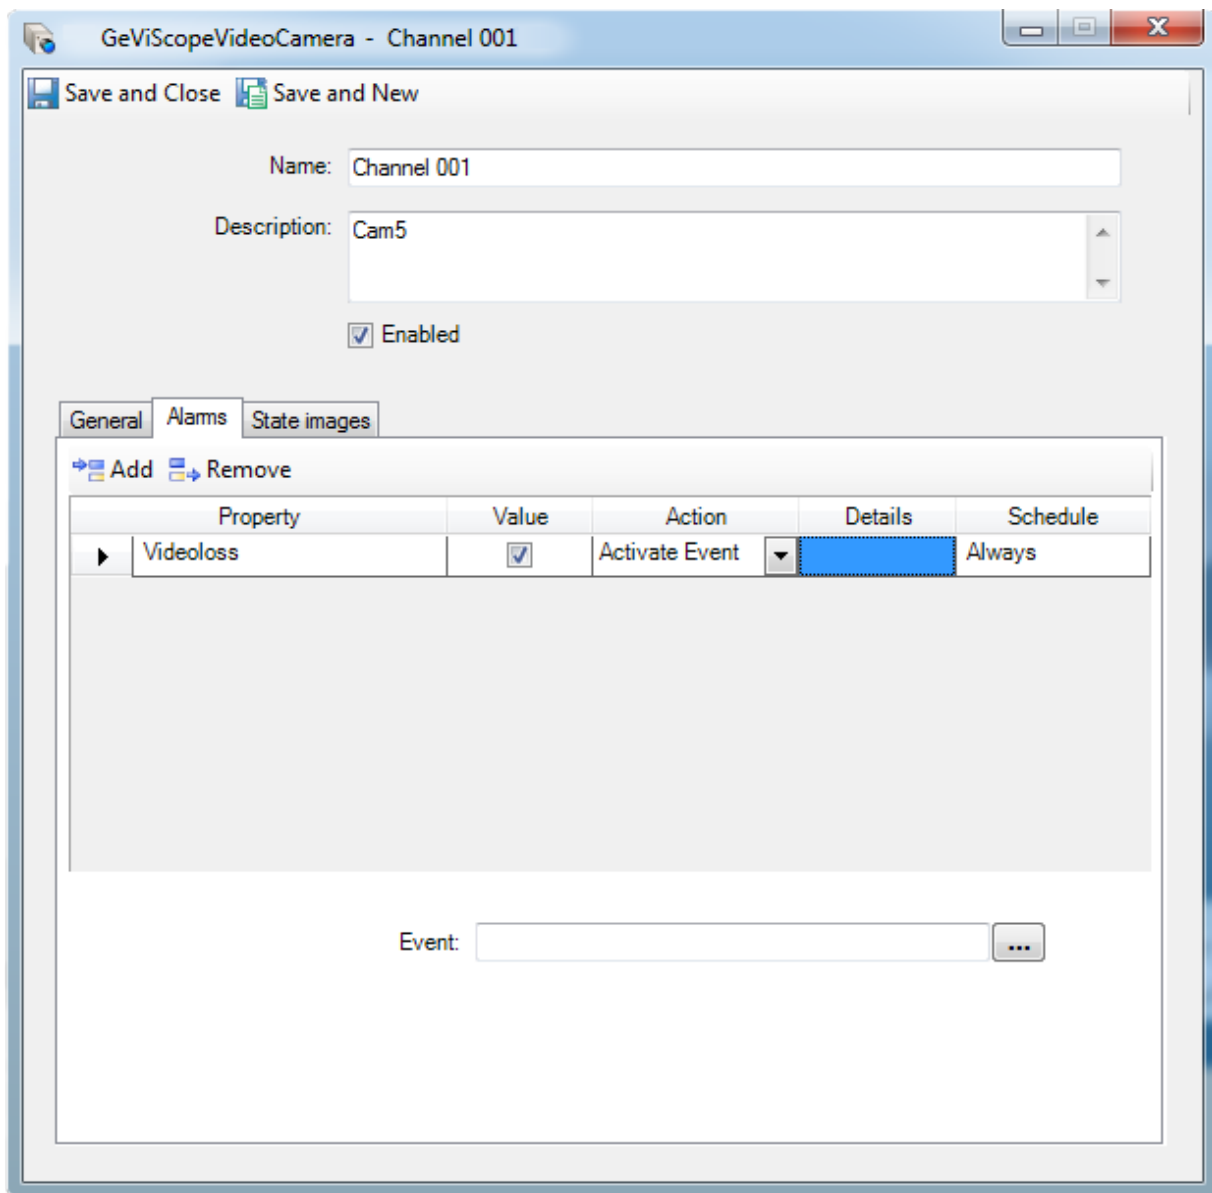 GeViScopeVideoCamera - Channel 001
Save and Close Save and New
Name: Channel 001
Description: Cam5
Enabled
General Alarms State images
Add Remove
Property Value Action Details Schedule
Videoloss Activate Event Always
Event: ...